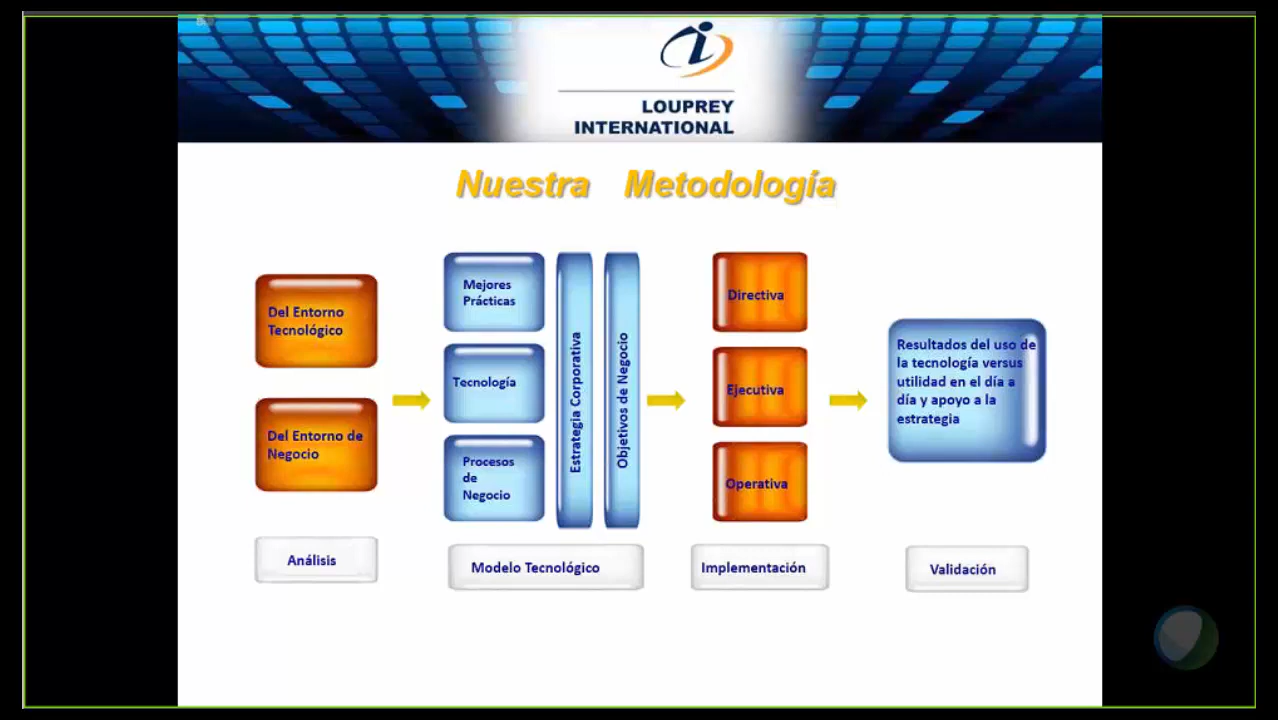 LOUPREY
INTERNATIONAL
Nuestra Metodología
Del Entorno
Tecnológico
Del Entorno de
Negocio
Análisis
Mejores
Prácticas
Tecnología
Procesos
de
Negocio
Estrategia Corporativa
Objetivos de Negocio
Modelo Tecnológico
Directiva
Ejecutiva
Operativa
Implementación
Resultados del uso de
la tecnología versus
utilidad en el día a
día y apoyo a la
estrategia
Validación